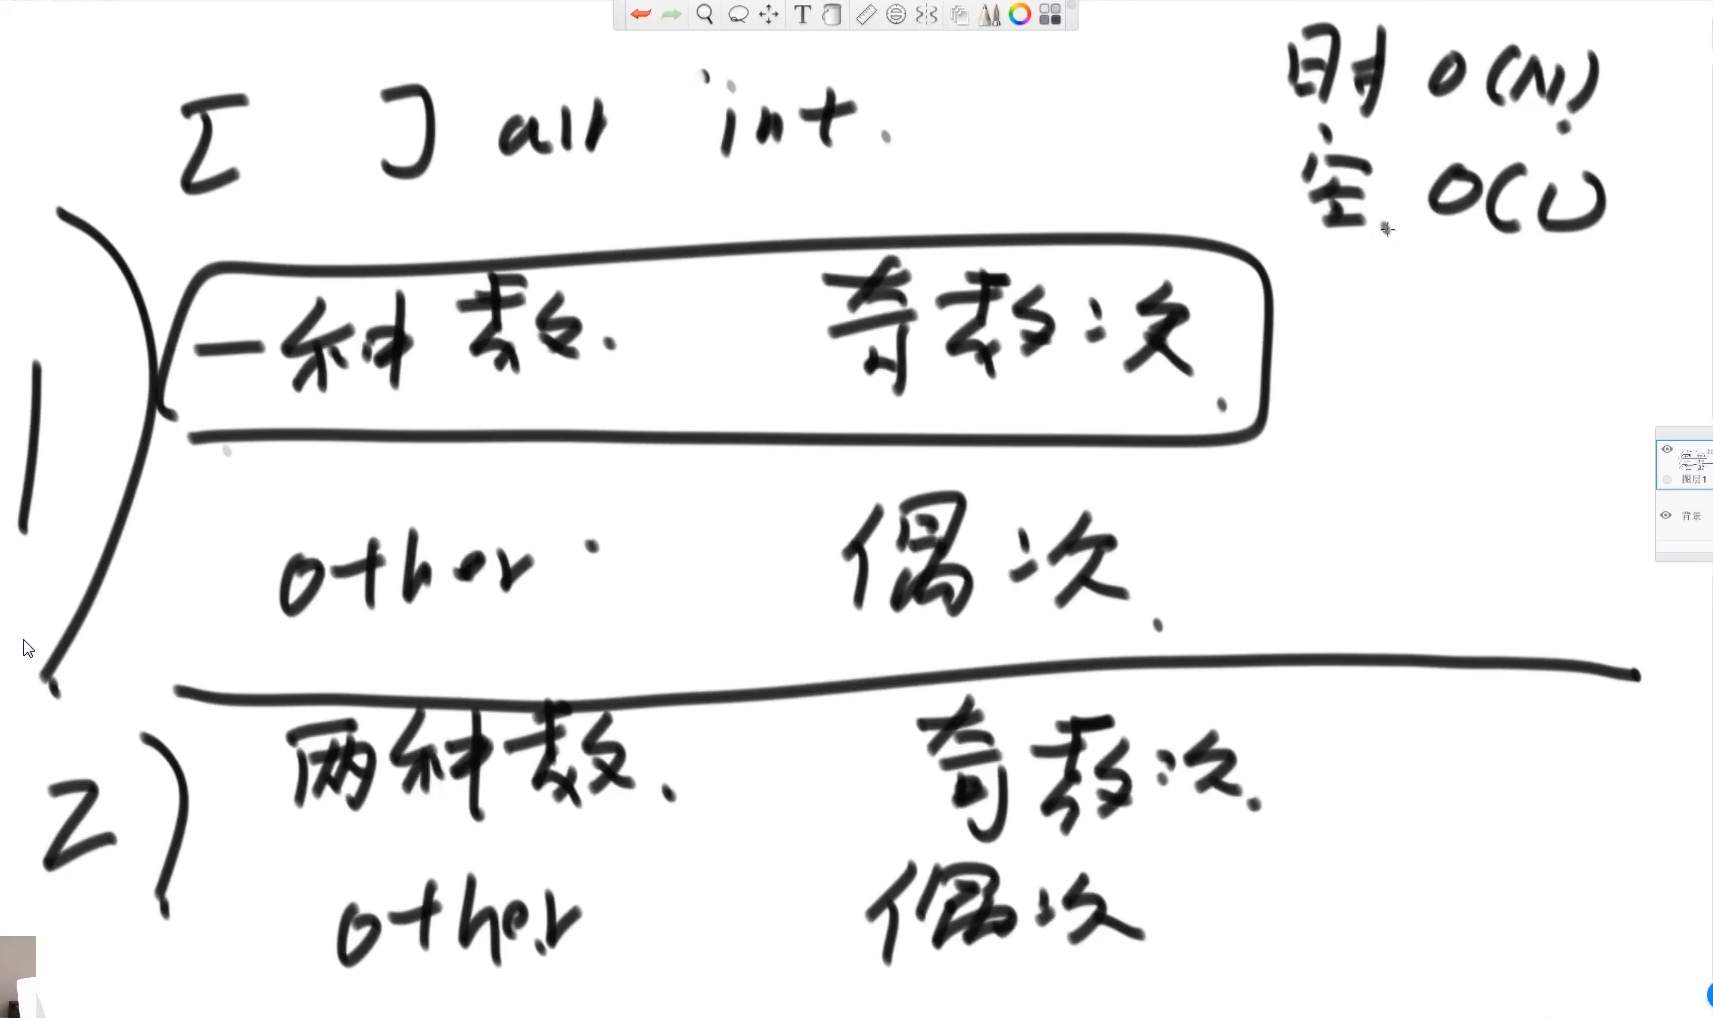 [ ] all int.
时 O(N)
空 O(1)
1)
一种数. 奇数次.
other. 偶次.
2)
两种数. 奇数次.
other 偶次
T
图层1
背景